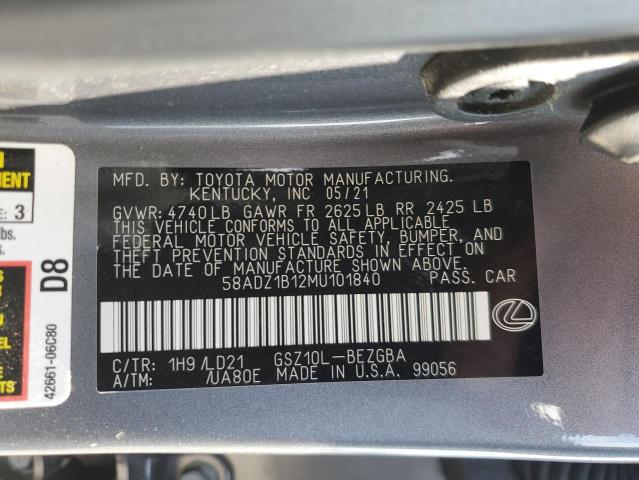 MFD. BY: TOYOTA MOTOR MANUFACTURING.
KENTUCKY, INC 05/21
GVWR: 4740LB GAWR FR 2625LB RR 2425 LB
THIS VEHICLE CONFORMS TO ALL APPLICABLE
FEDERAL MOTOR VEHICLE SAFETY, BUMPER, AND
THEFT PREVENTION STANDARDS IN EFFECT ON
THE DATE OF MANUFACTURE SHOWN ABOVE.
58ADZ1B12MU101840 PASS. CAR
C/TR: 1H9 /LD21 GSZ10L-BEZGBA
A/TM: /UA80E MADE IN U.S.A. 99056
E: 3
lbs.
D8
42661-06C80